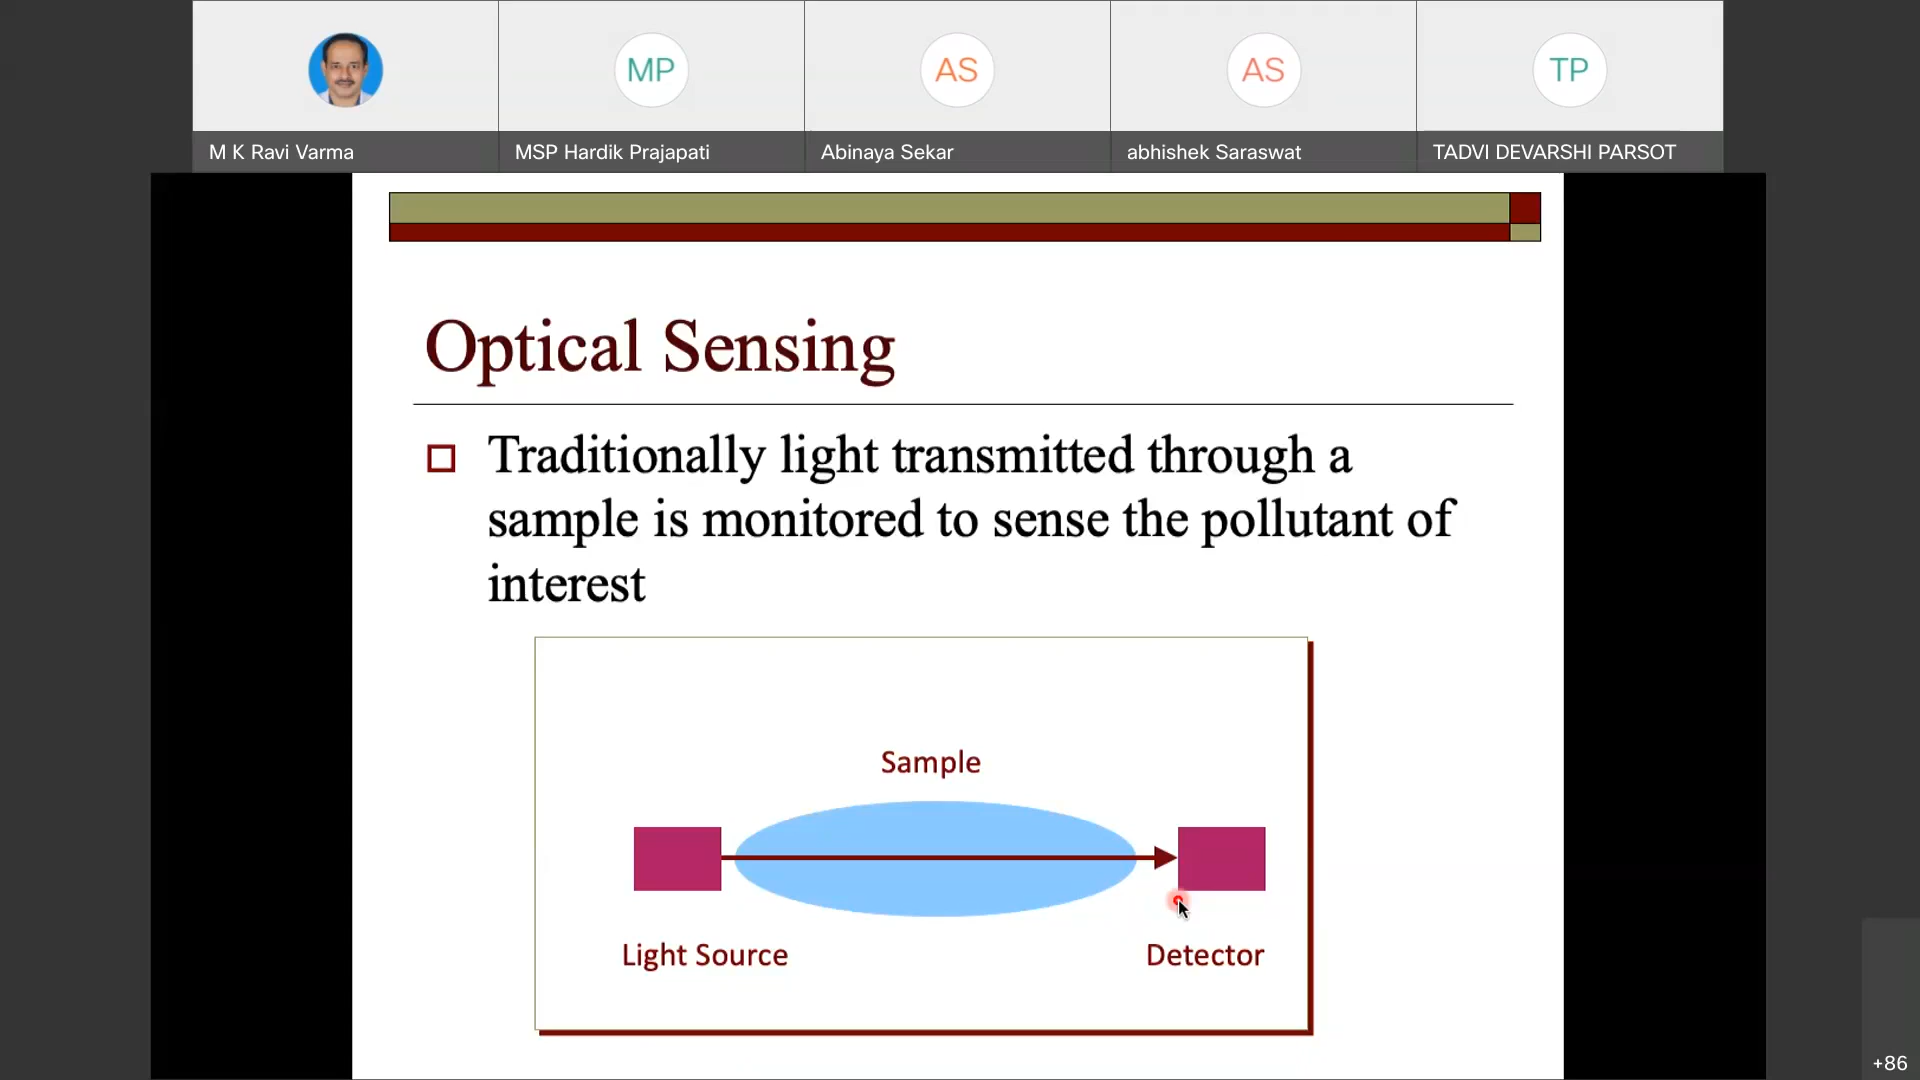 MP
AS
AS
TP
M K Ravi Varma
MSP Hardik Prajapati
Abinaya Sekar
abhishek Saraswat
TADVI DEVARSHI PARSOT
Optical Sensing
Traditionally light transmitted through a
sample is monitored to sense the pollutant of
interest
Sample
Light Source
Detector
+86